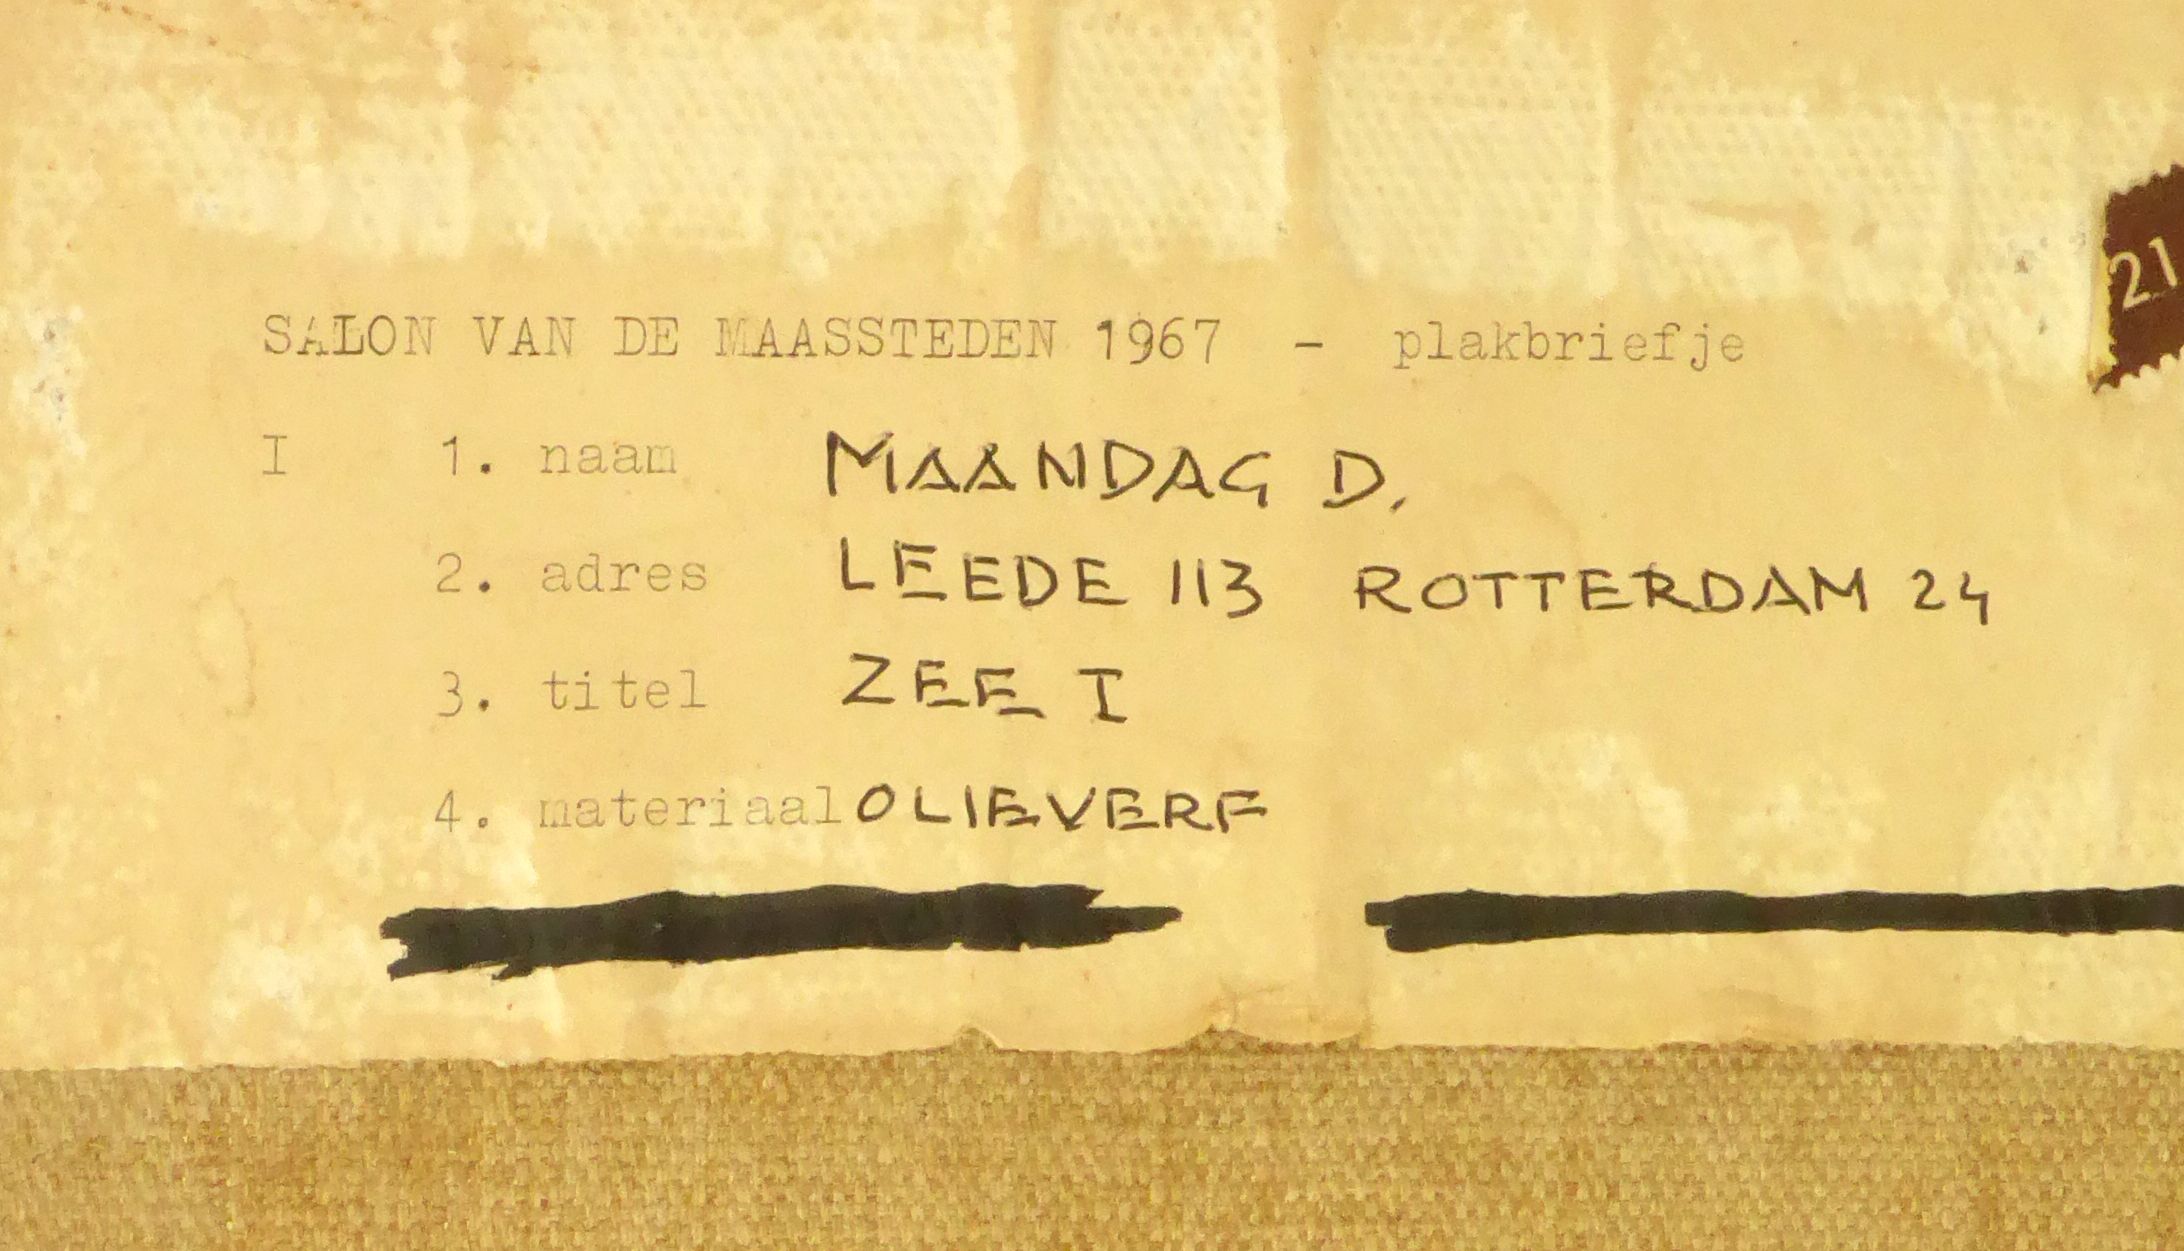 21
SALON VAN DE MAASSTEDEN 1967 - plakbriefje
I 1. naam MAANDAG D.
2. adres LEEDE 113 ROTTERDAM 24
3. titel ZEE I
4. materiaal OLIEVERF